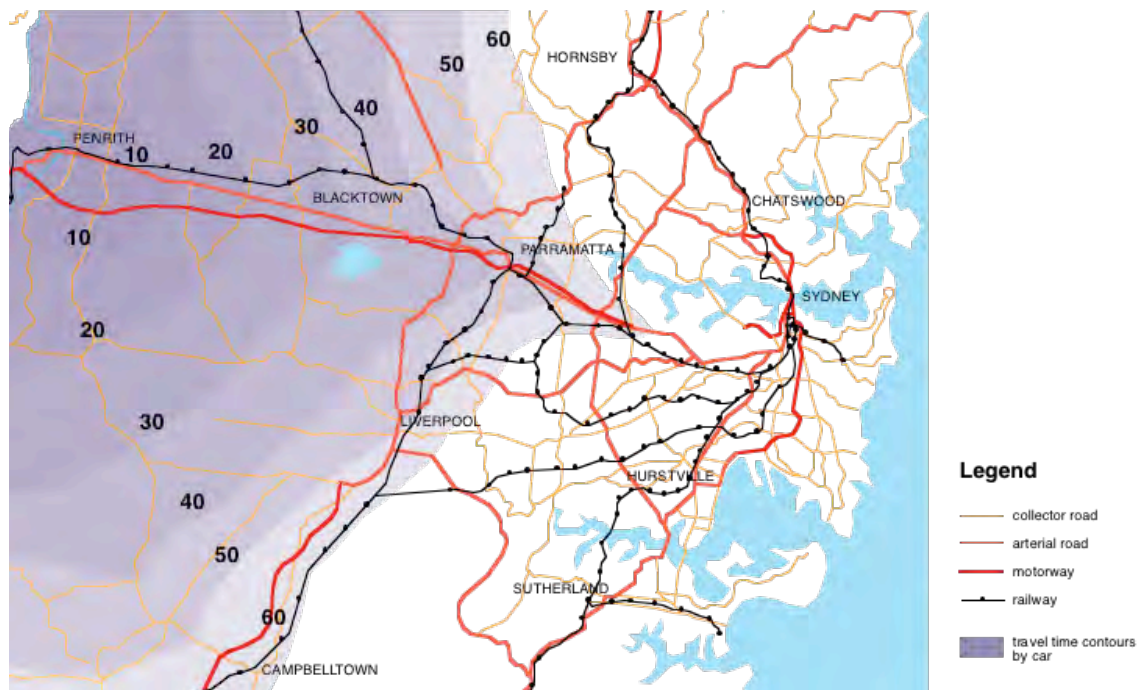 60
HORNSBY
50
40
30
PENRITH
10
20
BLACKTOWN
CHATSWOOD
10
PARRAMATTA
SYDNEY
20
30
LIVERPOOL
HURSTVILLE
40
50
SUTHERLAND
60
CAMPBELLTOWN
Legend
collector road
arterial road
motorway
railway
travel time contours
by car